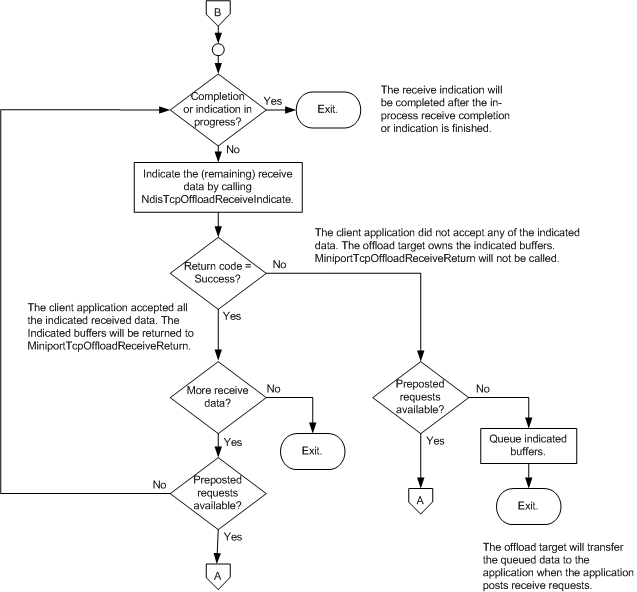 B
Completion
or indication in
progress?
Yes
Exit.
The receive indication will
be completed after the in-
process receive completion
or indication is finished.
No
Indicate the (remaining) receive
data by calling
NdisTcpOffloadReceiveIndicate.
The client application did not accept any of the indicated
data. The offload target owns the indicated buffers.
MiniportTcpOffloadReceiveReturn will not be called.
Return code =
Success?
No
The client application accepted all
the indicated received data. The
Indicated buffers will be returned to
MiniportTcpOffloadReceiveReturn.
Yes
More receive
data?
No
Preposted
requests
available?
No
Yes
Exit.
Yes
Queue indicated
buffers.
No
Preposted
requests
available?
A
Exit.
Yes
A
The offload target will transfer
the queued data to the
application when the application
posts receive requests.